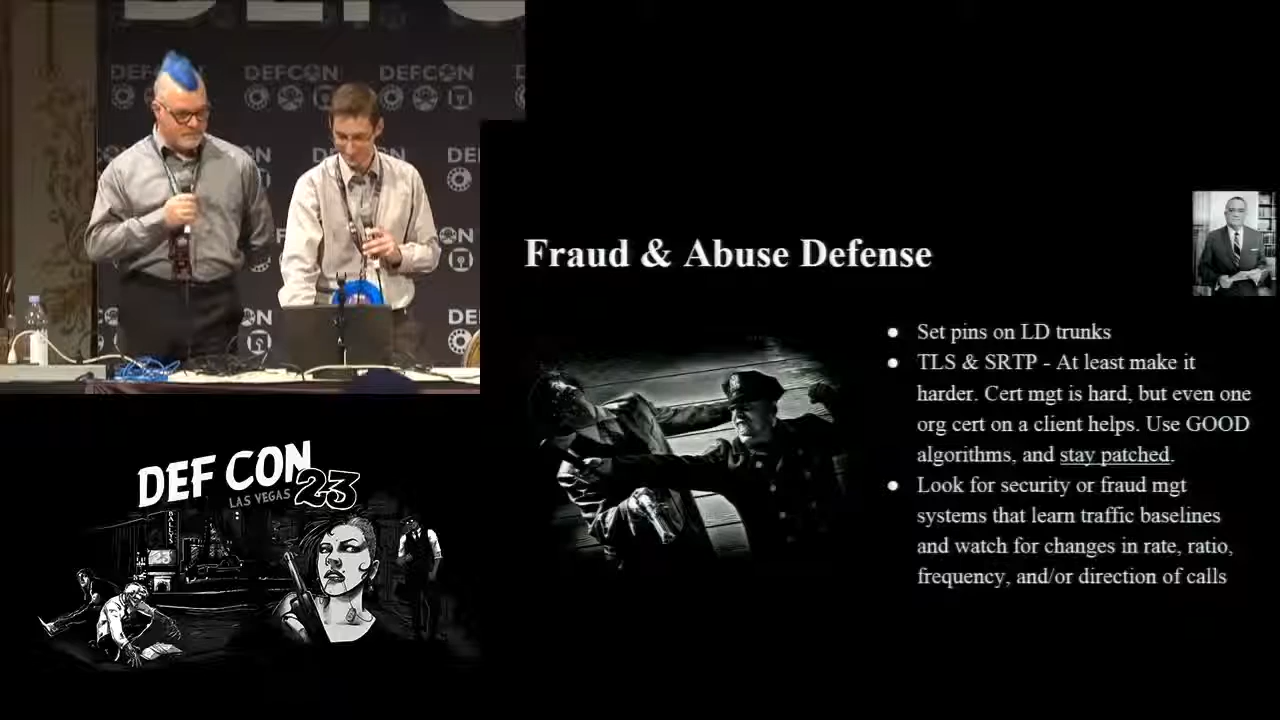 DEFCON
DEFCON
DEFCON
Fraud & Abuse Defense
● Set pins on LD trunks
● TLS & SRTP - At least make it
harder. Cert mgt is hard, but even one
org cert on a client helps. Use GOOD
algorithms, and stay patched.
● Look for security or fraud mgt
systems that learn traffic baselines
and watch for changes in rate, ratio,
frequency, and/or direction of calls
DEF CON
LAS VEGAS 23
BALLYS